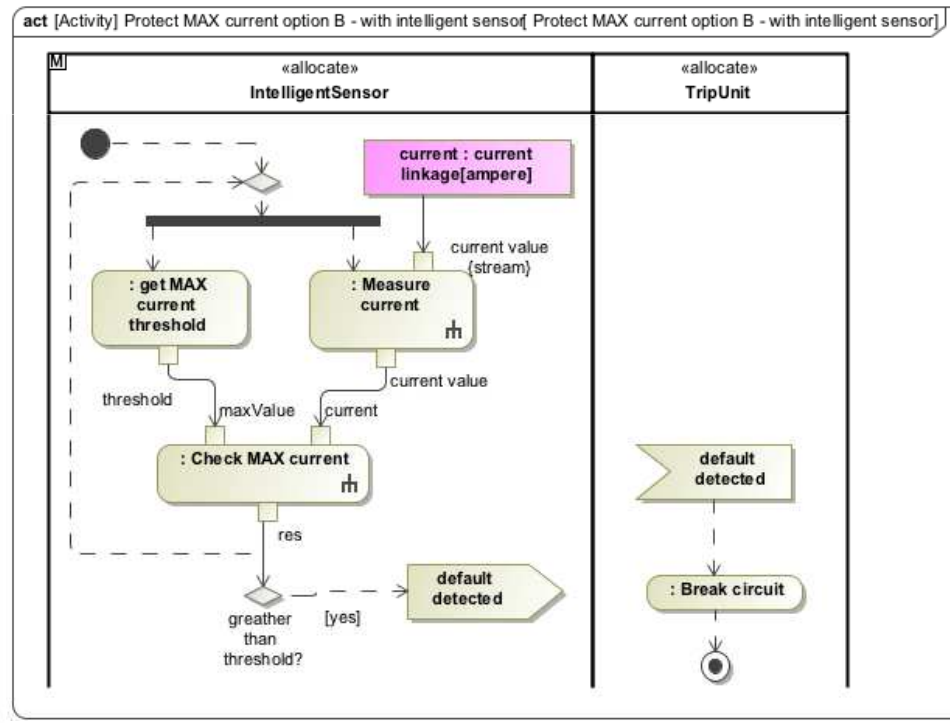 act [Activity] Protect MAX current option B - with intelligent sensor[ Protect MAX current option B - with intelligent sensor]
M
«allocate»
IntelligentSensor
«allocate»
TripUnit
current : current
linkage[ampere]
current value
{stream}
: get MAX
current
threshold
: Measure
current
threshold
current value
maxValue
current
: Check MAX current
res
default
detected
greather
than
threshold?
[yes]
default
detected
: Break circuit